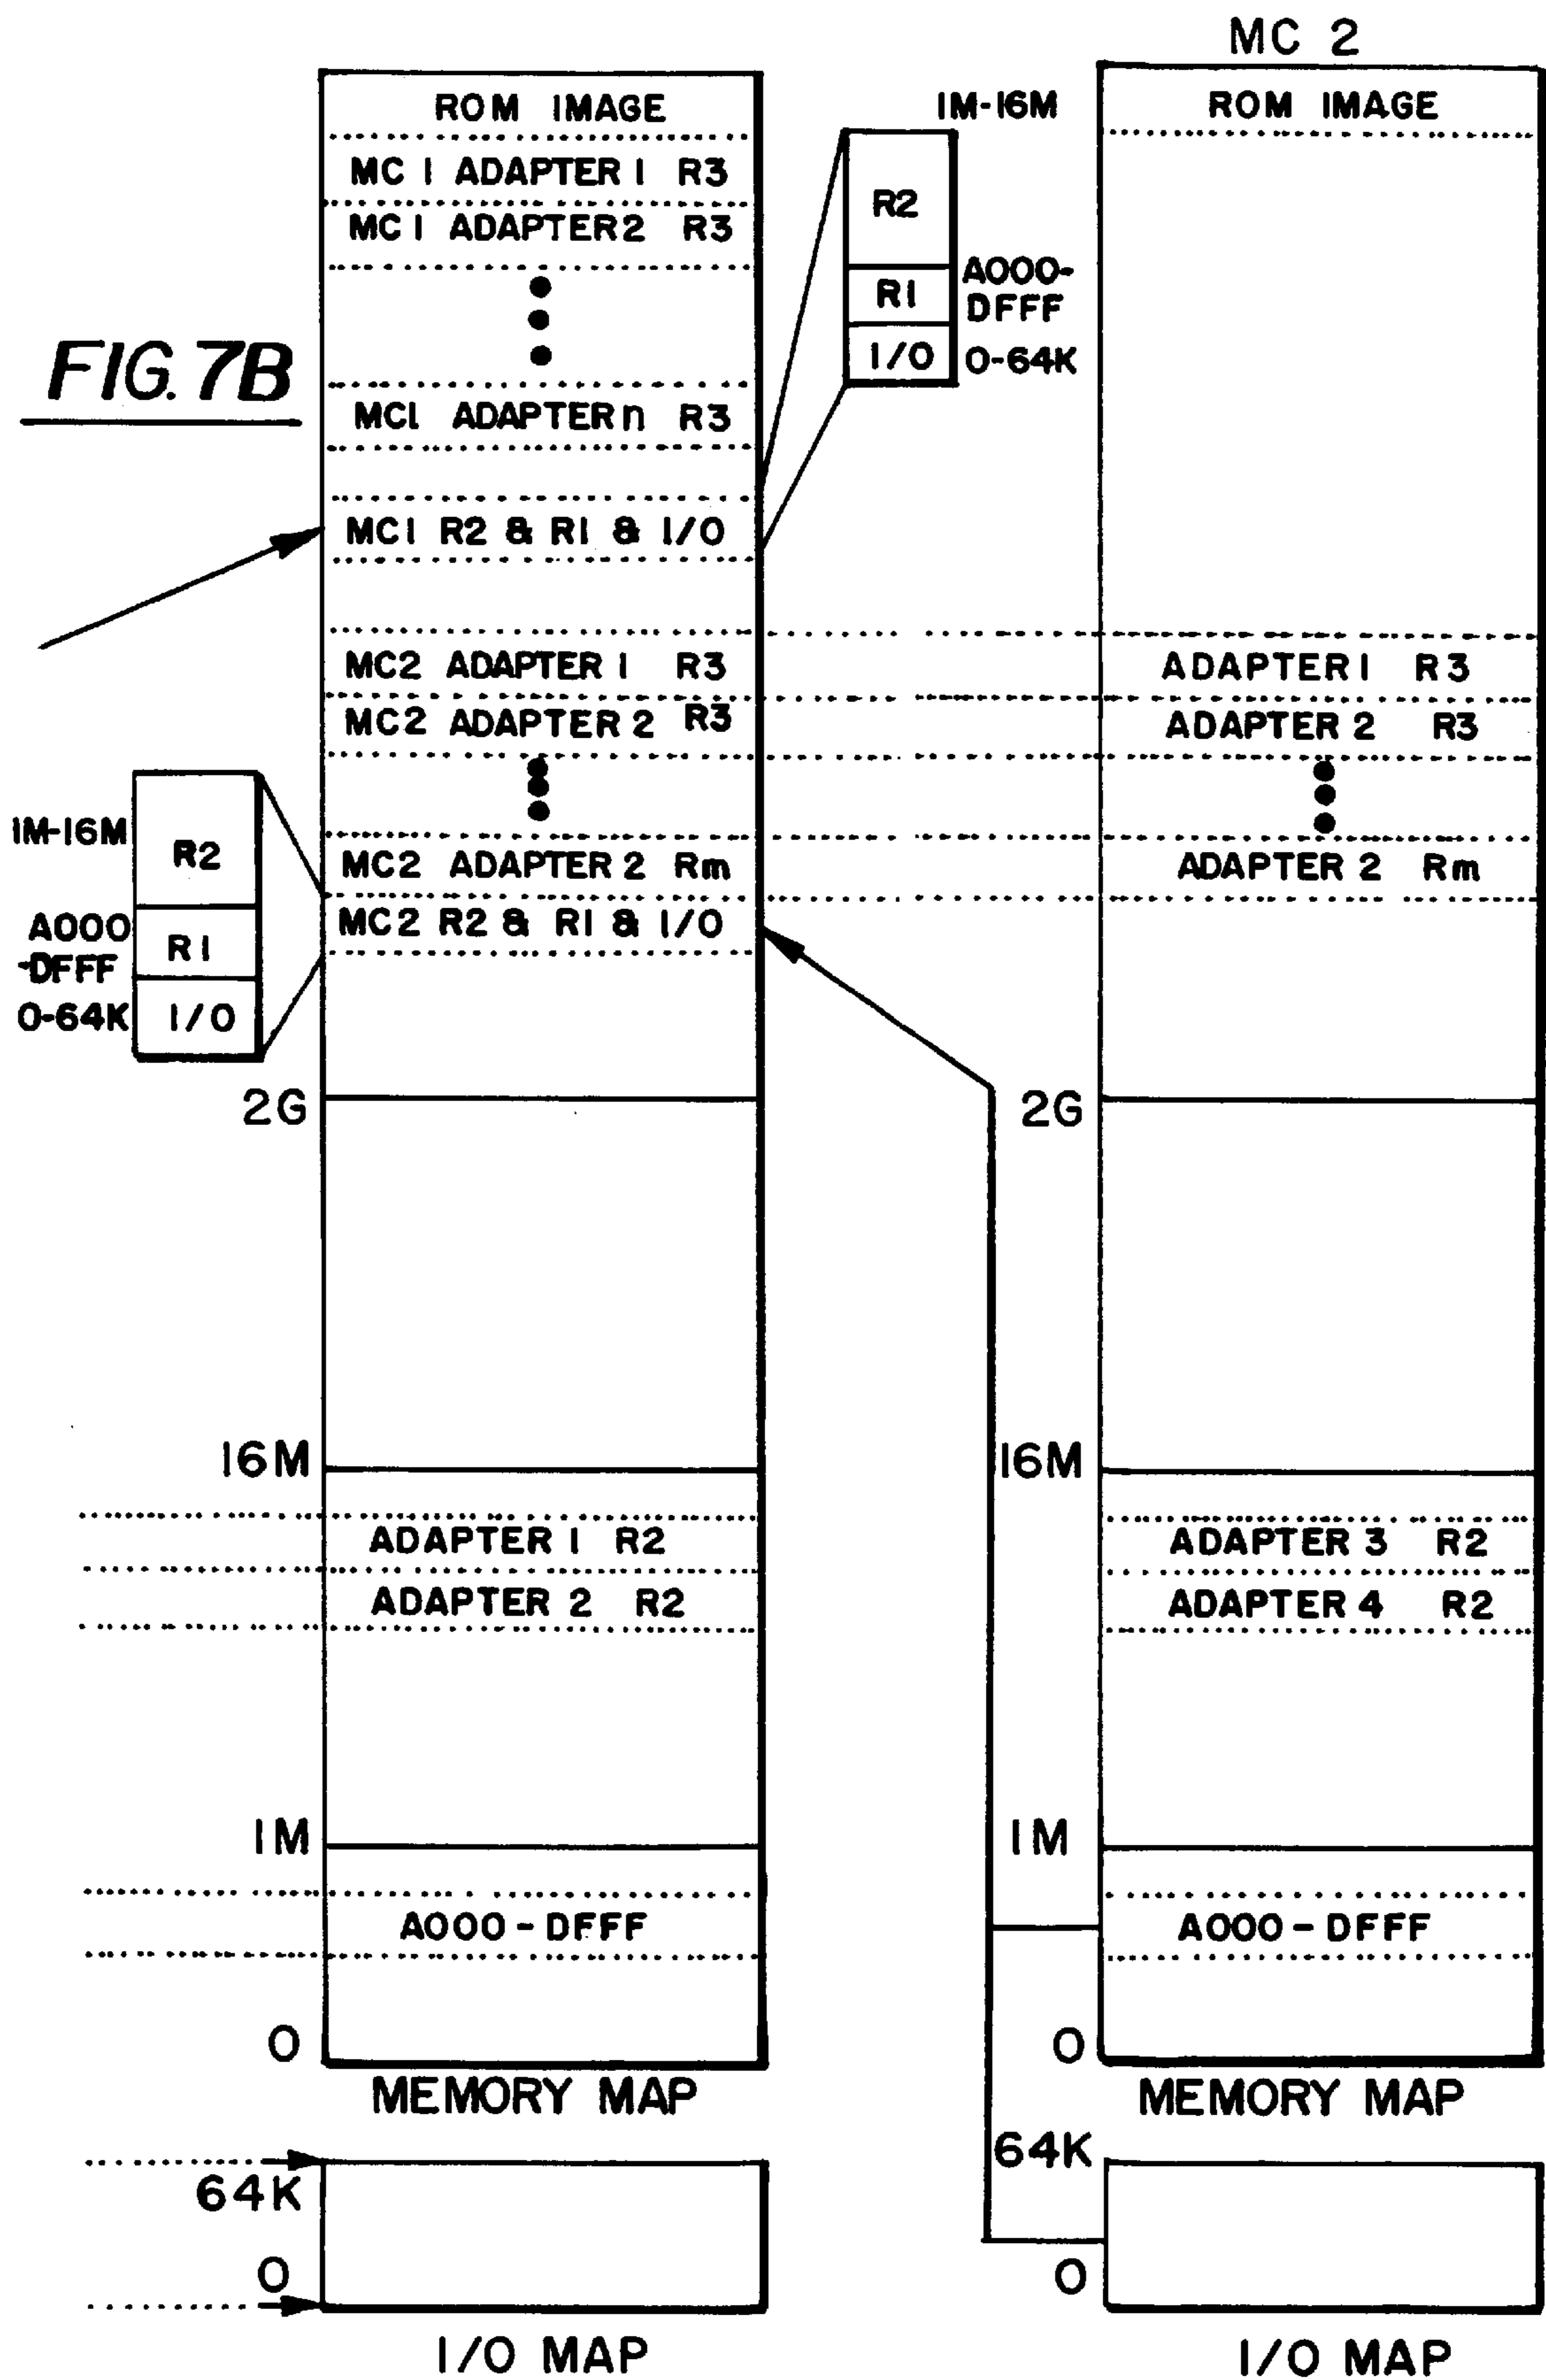 MC 2
ROM IMAGE
MC 1 ADAPTER 1 R3
MC 1 ADAPTER 2 R3
FIG. 7B
MC1 ADAPTER n R3
MC1 R2 & R1 & I/O
MC2 ADAPTER 1 R3
MC2 ADAPTER 2 R3
MC2 ADAPTER 2 Rm
MC2 R2 & R1 & I/O
1M-16M
R2
R1
A000-
DFFF
I/O
0-64K
1M-16M
R2
A000
-DFFF
R1
0-64K
I/O
2G
16M
ADAPTER 1 R2
ADAPTER 2 R2
1M
A000-DFFF
0
MEMORY MAP
64K
0
I/O MAP
ROM IMAGE
ADAPTER 1 R3
ADAPTER 2 R3
ADAPTER 2 Rm
2G
16M
ADAPTER 3 R2
ADAPTER 4 R2
1M
A000-DFFF
0
MEMORY MAP
64K
0
I/O MAP